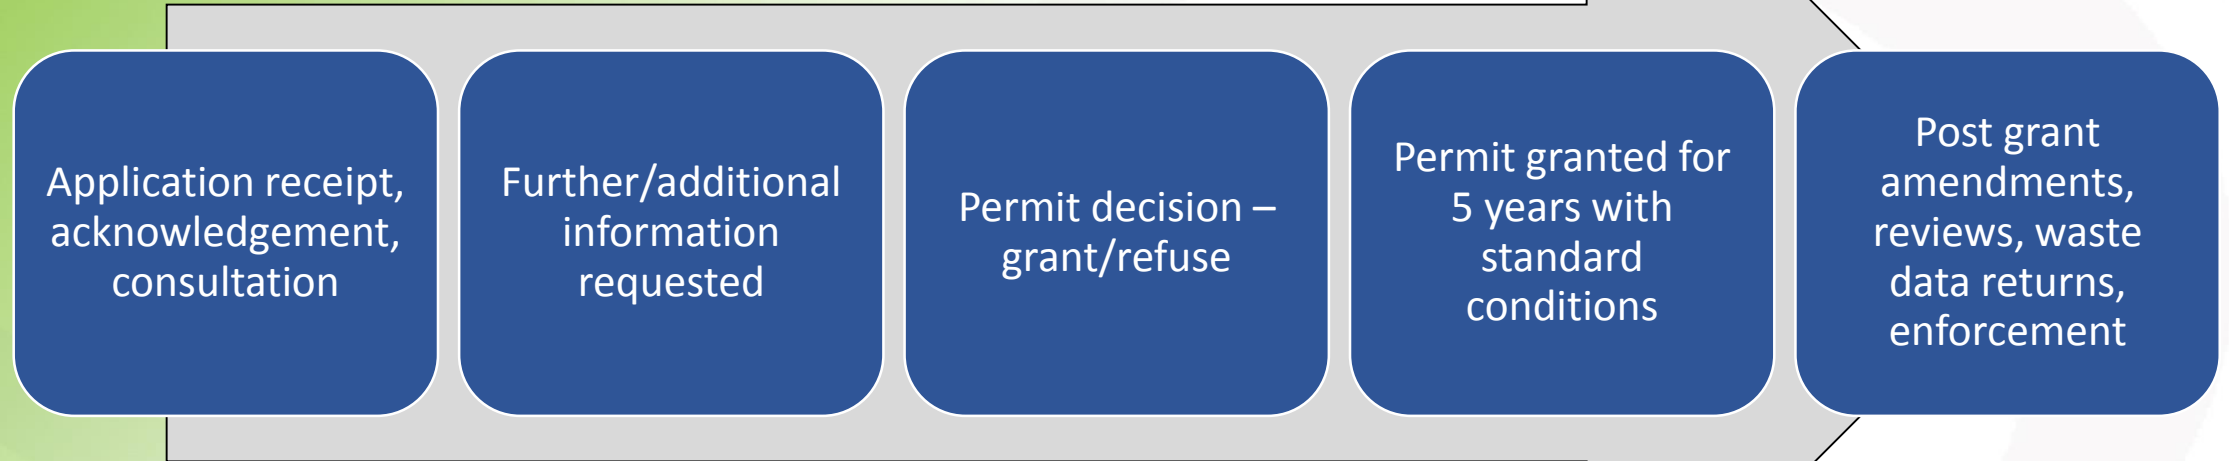 Application receipt,
acknowledgement,
consultation
Further/additional
information
requested
Permit decision –
grant/refuse
Permit granted for
5 years with
standard
conditions
Post grant
amendments,
reviews, waste
data returns,
enforcement